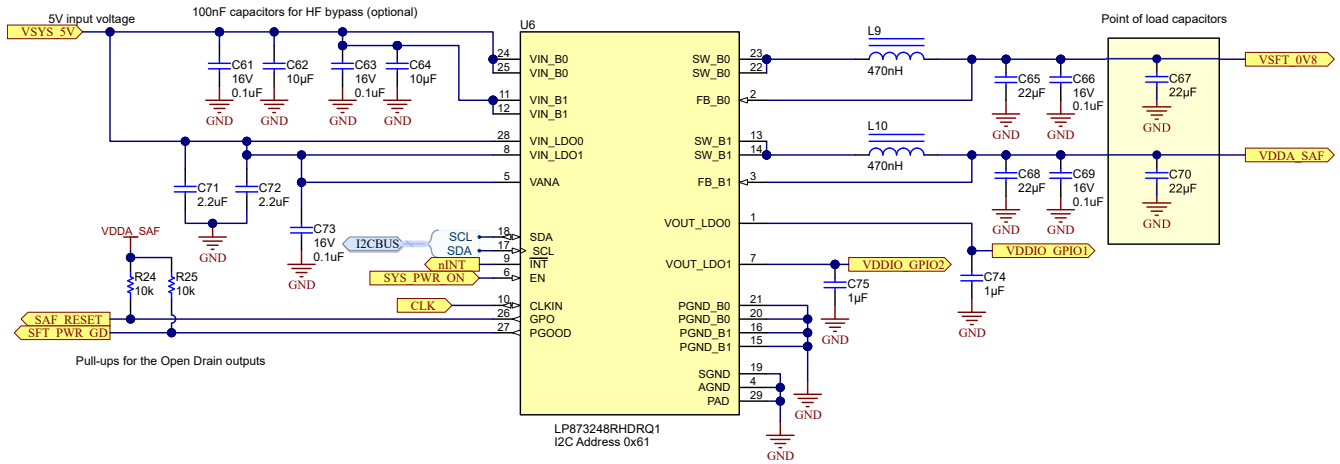 5V input voltage
VSYS_5V
100nF capacitors for HF bypass (optional)
C61
16V
0.1uF
GND
C62
10µF
GND
C63
16V
0.1uF
GND
C64
10µF
GND
C71
2.2uF
C72
2.2uF
GND
C73
16V
0.1uF
GND
VDDA_SAF
R24
10k
R25
10k
I2CBUS
SCL
SDA
nINT
SYS_PWR_ON
CLK
SAF_RESET
SFT_PWR_GD
Pull-ups for the Open Drain outputs
U6
24 VIN_B0
25 VIN_B0
11 VIN_B1
12 VIN_B1
28 VIN_LDO0
8 VIN_LDO1
5 VANA
18 SDA
17 SCL
9 INT
6 EN
10 CLKIN
26 GPO
27 PGOOD
SW_B0 23
SW_B0 22
FB_B0 2
SW_B1 13
SW_B1 14
FB_B1 3
VOUT_LDO0 1
VOUT_LDO1 7
PGND_B0 21
PGND_B0 20
PGND_B1 16
PGND_B1 15
SGND 19
AGND 4
PAD 29
LP873248RHDRQ1
I2C Address 0x61
L9
470nH
L10
470nH
C65
22µF
GND
C66
16V
0.1uF
GND
Point of load capacitors
C67
22µF
GND
VSFT_0V8
C68
22µF
GND
C69
16V
0.1uF
GND
C70
22µF
GND
VDDA_SAF
VDDIO_GPIO1
C74
1µF
GND
VDDIO_GPIO2
C75
1µF
GND
GND
GND